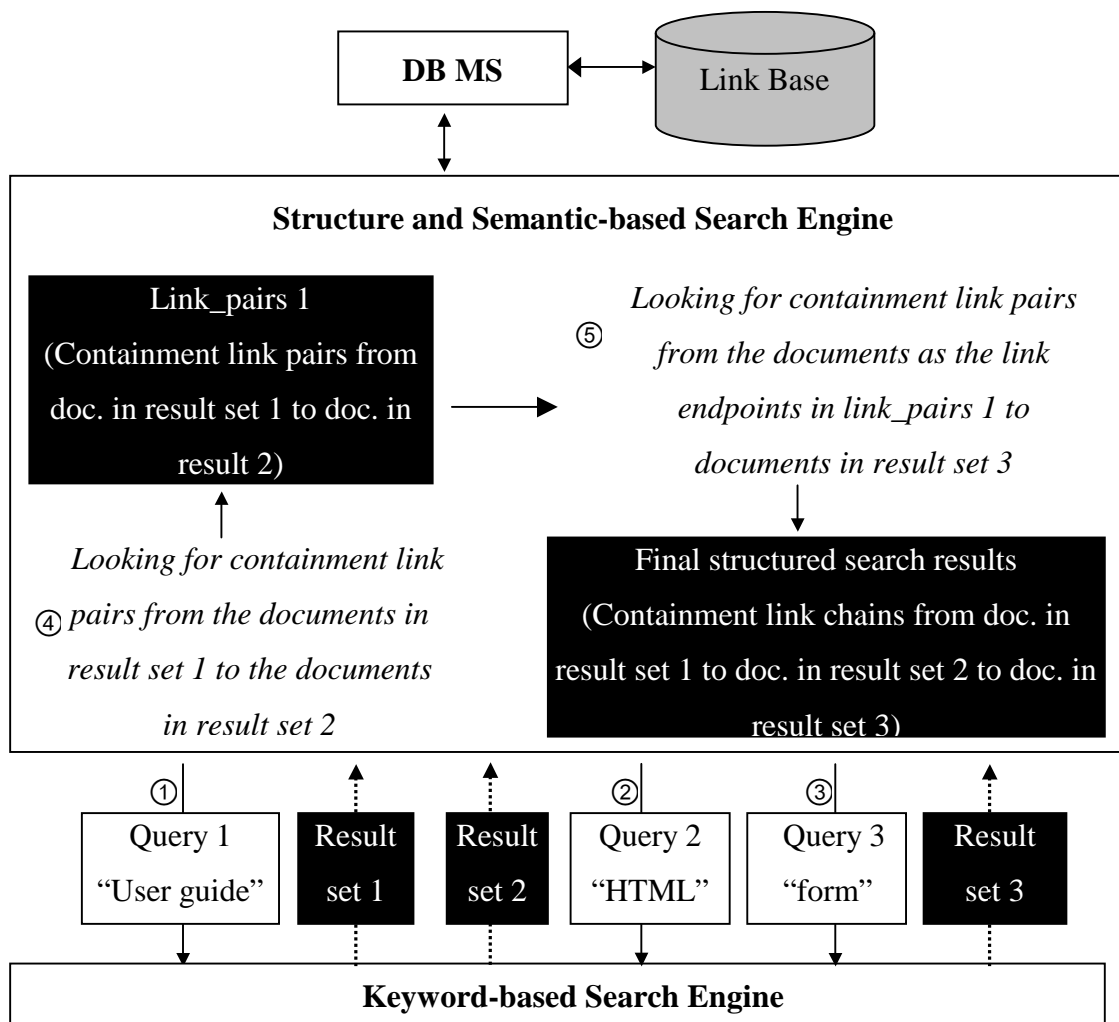 DB MS
Link Base
Structure and Semantic-based Search Engine
Link_pairs 1
(Containment link pairs from
doc. in result set 1 to doc. in
result 2)
⑤
Looking for containment link pairs
from the documents as the link
endpoints in link_pairs 1 to
documents in result set 3
④
Looking for containment link
pairs from the documents in
result set 1 to the documents
in result set 2
Final structured search results
(Containment link chains from doc. in
result set 1 to doc. in result set 2 to doc. in
result set 3)
①
②
③
Query 1
“User guide”
Result
set 1
Result
set 2
Query 2
“HTML”
Query 3
“form”
Result
set 3
Keyword-based Search Engine